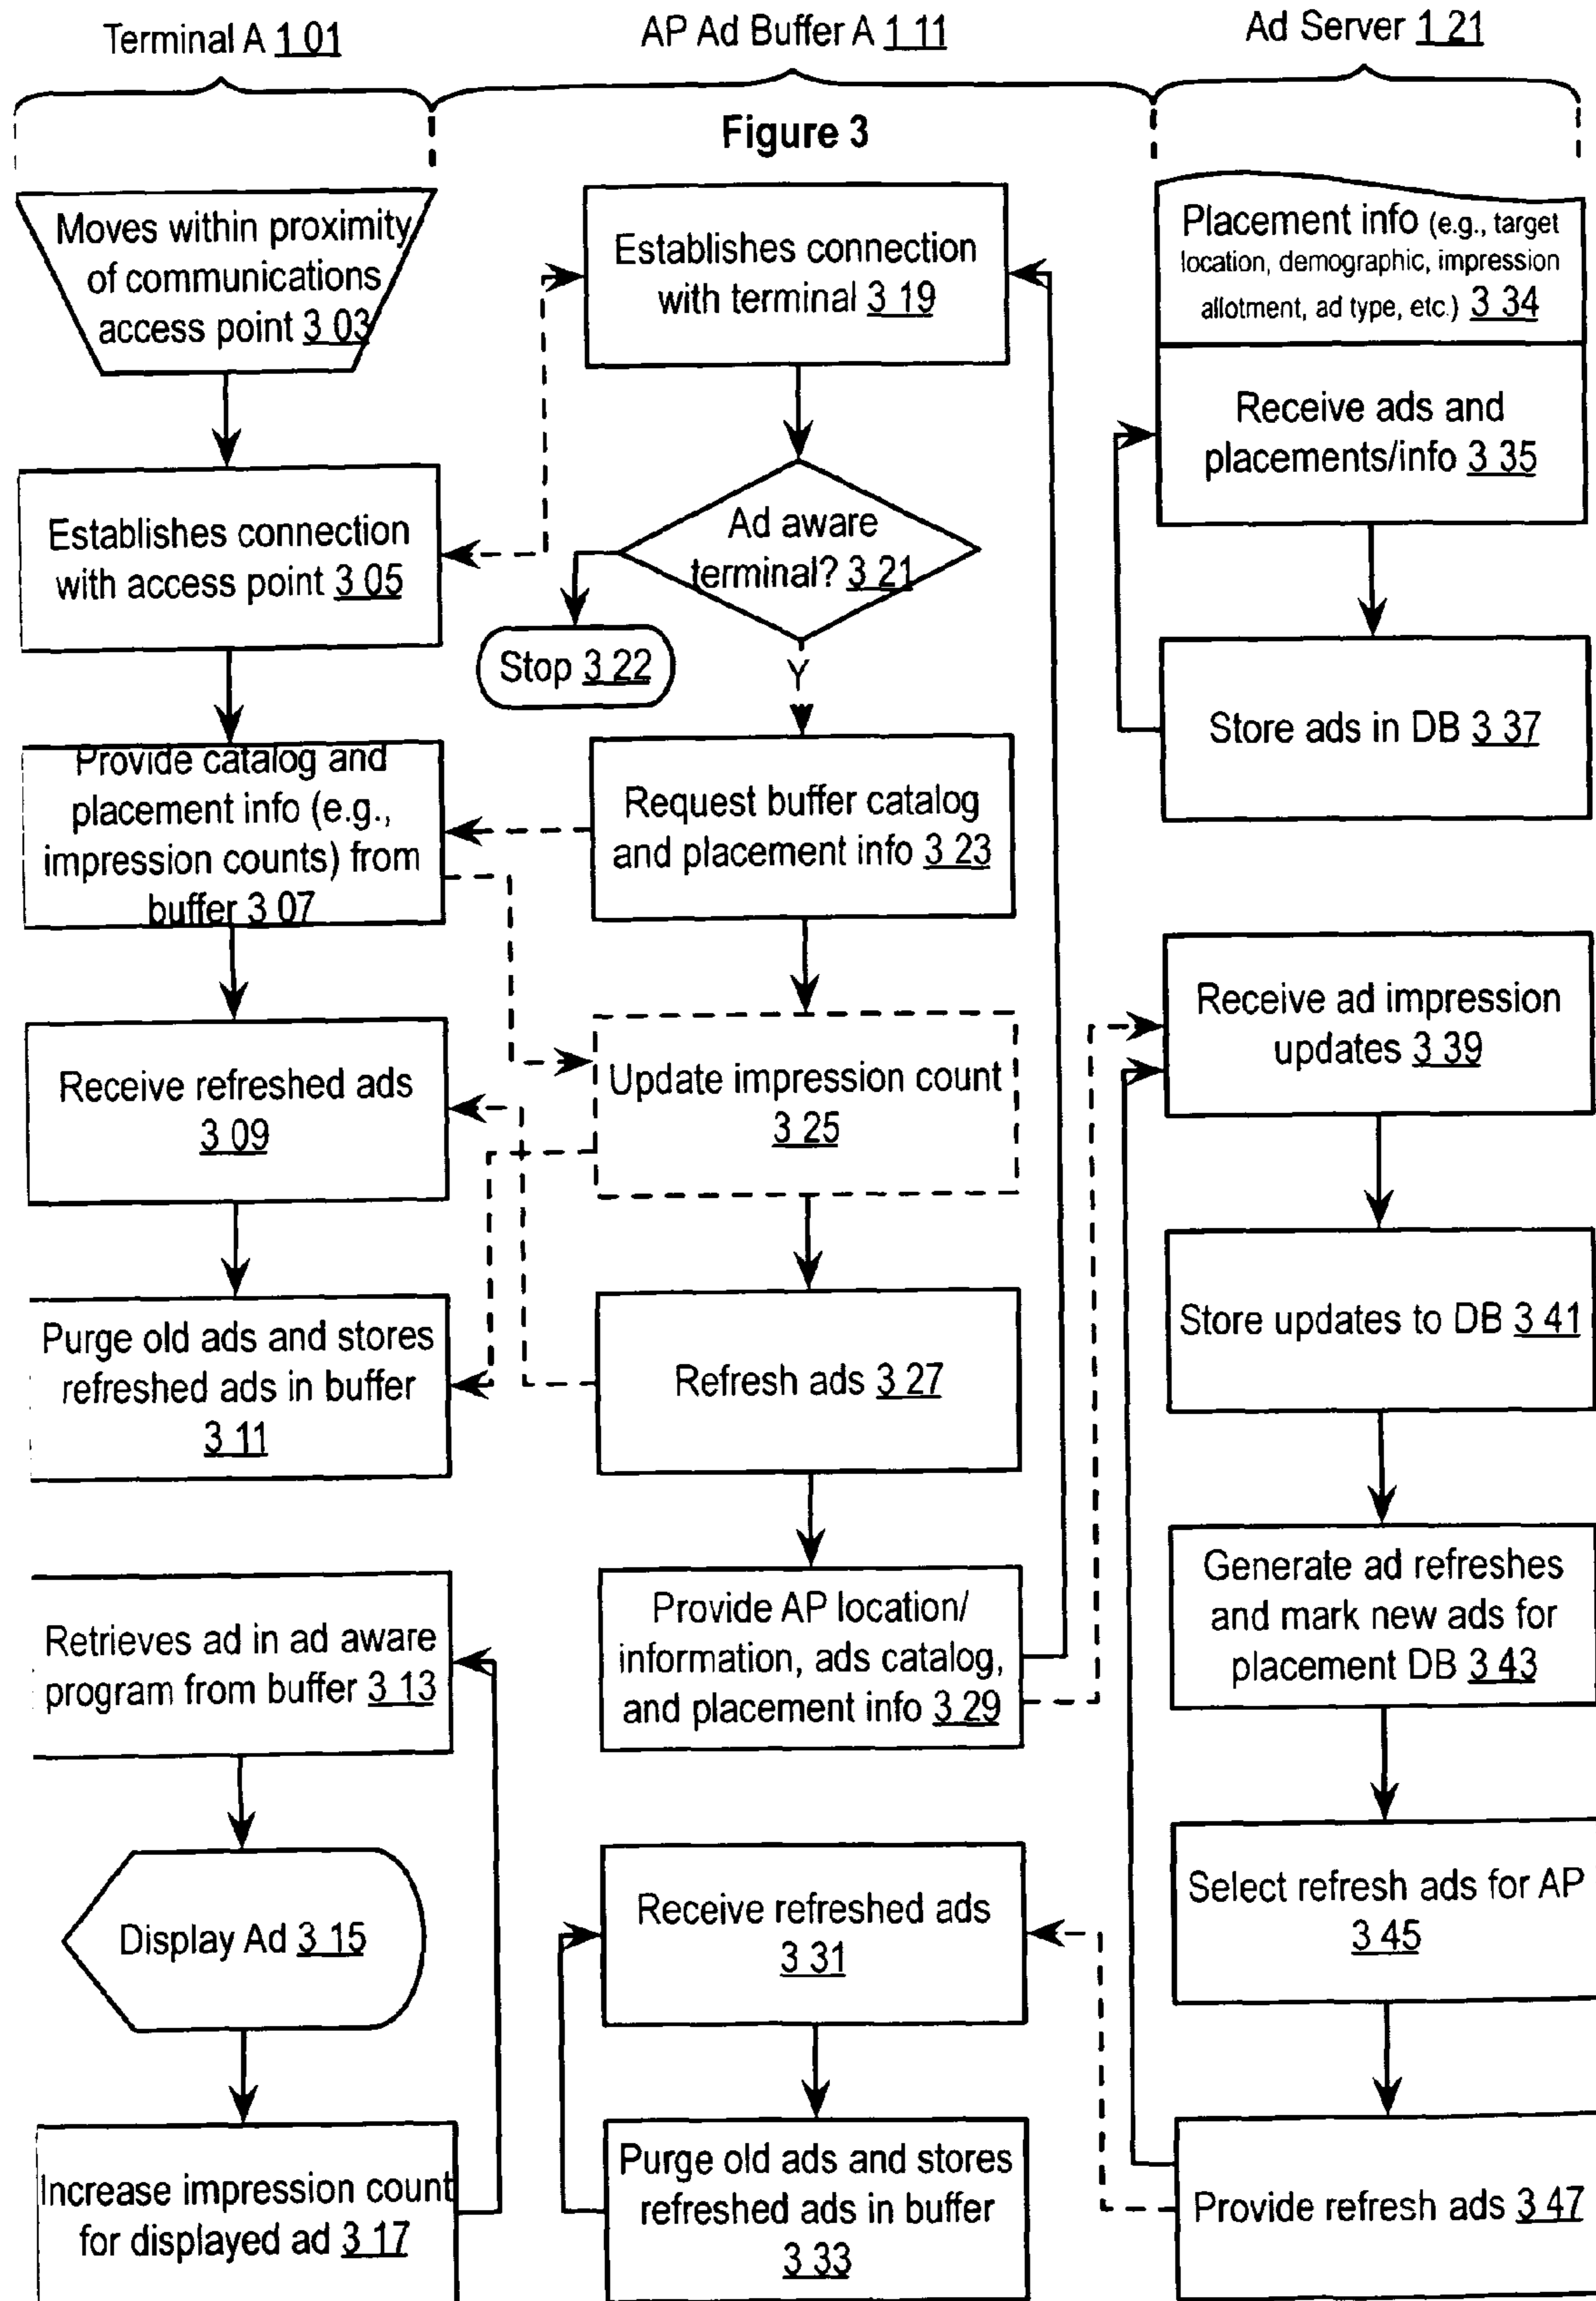 Terminal A 1 01
AP Ad Buffer A 1 11
Ad Server 1 21
Figure 3
Moves within proximity
of communications
access point 3 03
Establishes connection
with access point 3 05
Provide catalog and
placement info (e.g.,
impression counts) from
buffer 3 07
Receive refreshed ads
3 09
Purge old ads and stores
refreshed ads in buffer
3 11
Retrieves ad in ad aware
program from buffer 3 13
Display Ad 3 15
Increase impression count
for displayed ad 3 17
Establishes connection
with terminal 3 19
Ad aware
terminal? 3 21
Stop 3 22
Y
Request buffer catalog
and placement info 3 23
Update impression count
3 25
Refresh ads 3 27
Provide AP location/
information, ads catalog,
and placement info 3 29
Receive refreshed ads
3 31
Purge old ads and stores
refreshed ads in buffer
3 33
Placement info (e.g., target
location, demographic, impression
allotment, ad type, etc.) 3 34
Receive ads and
placements/info 3 35
Store ads in DB 3 37
Receive ad impression
updates 3 39
Store updates to DB 3 41
Generate ad refreshes
and mark new ads for
placement DB 3 43
Select refresh ads for AP
3 45
Provide refresh ads 3 47